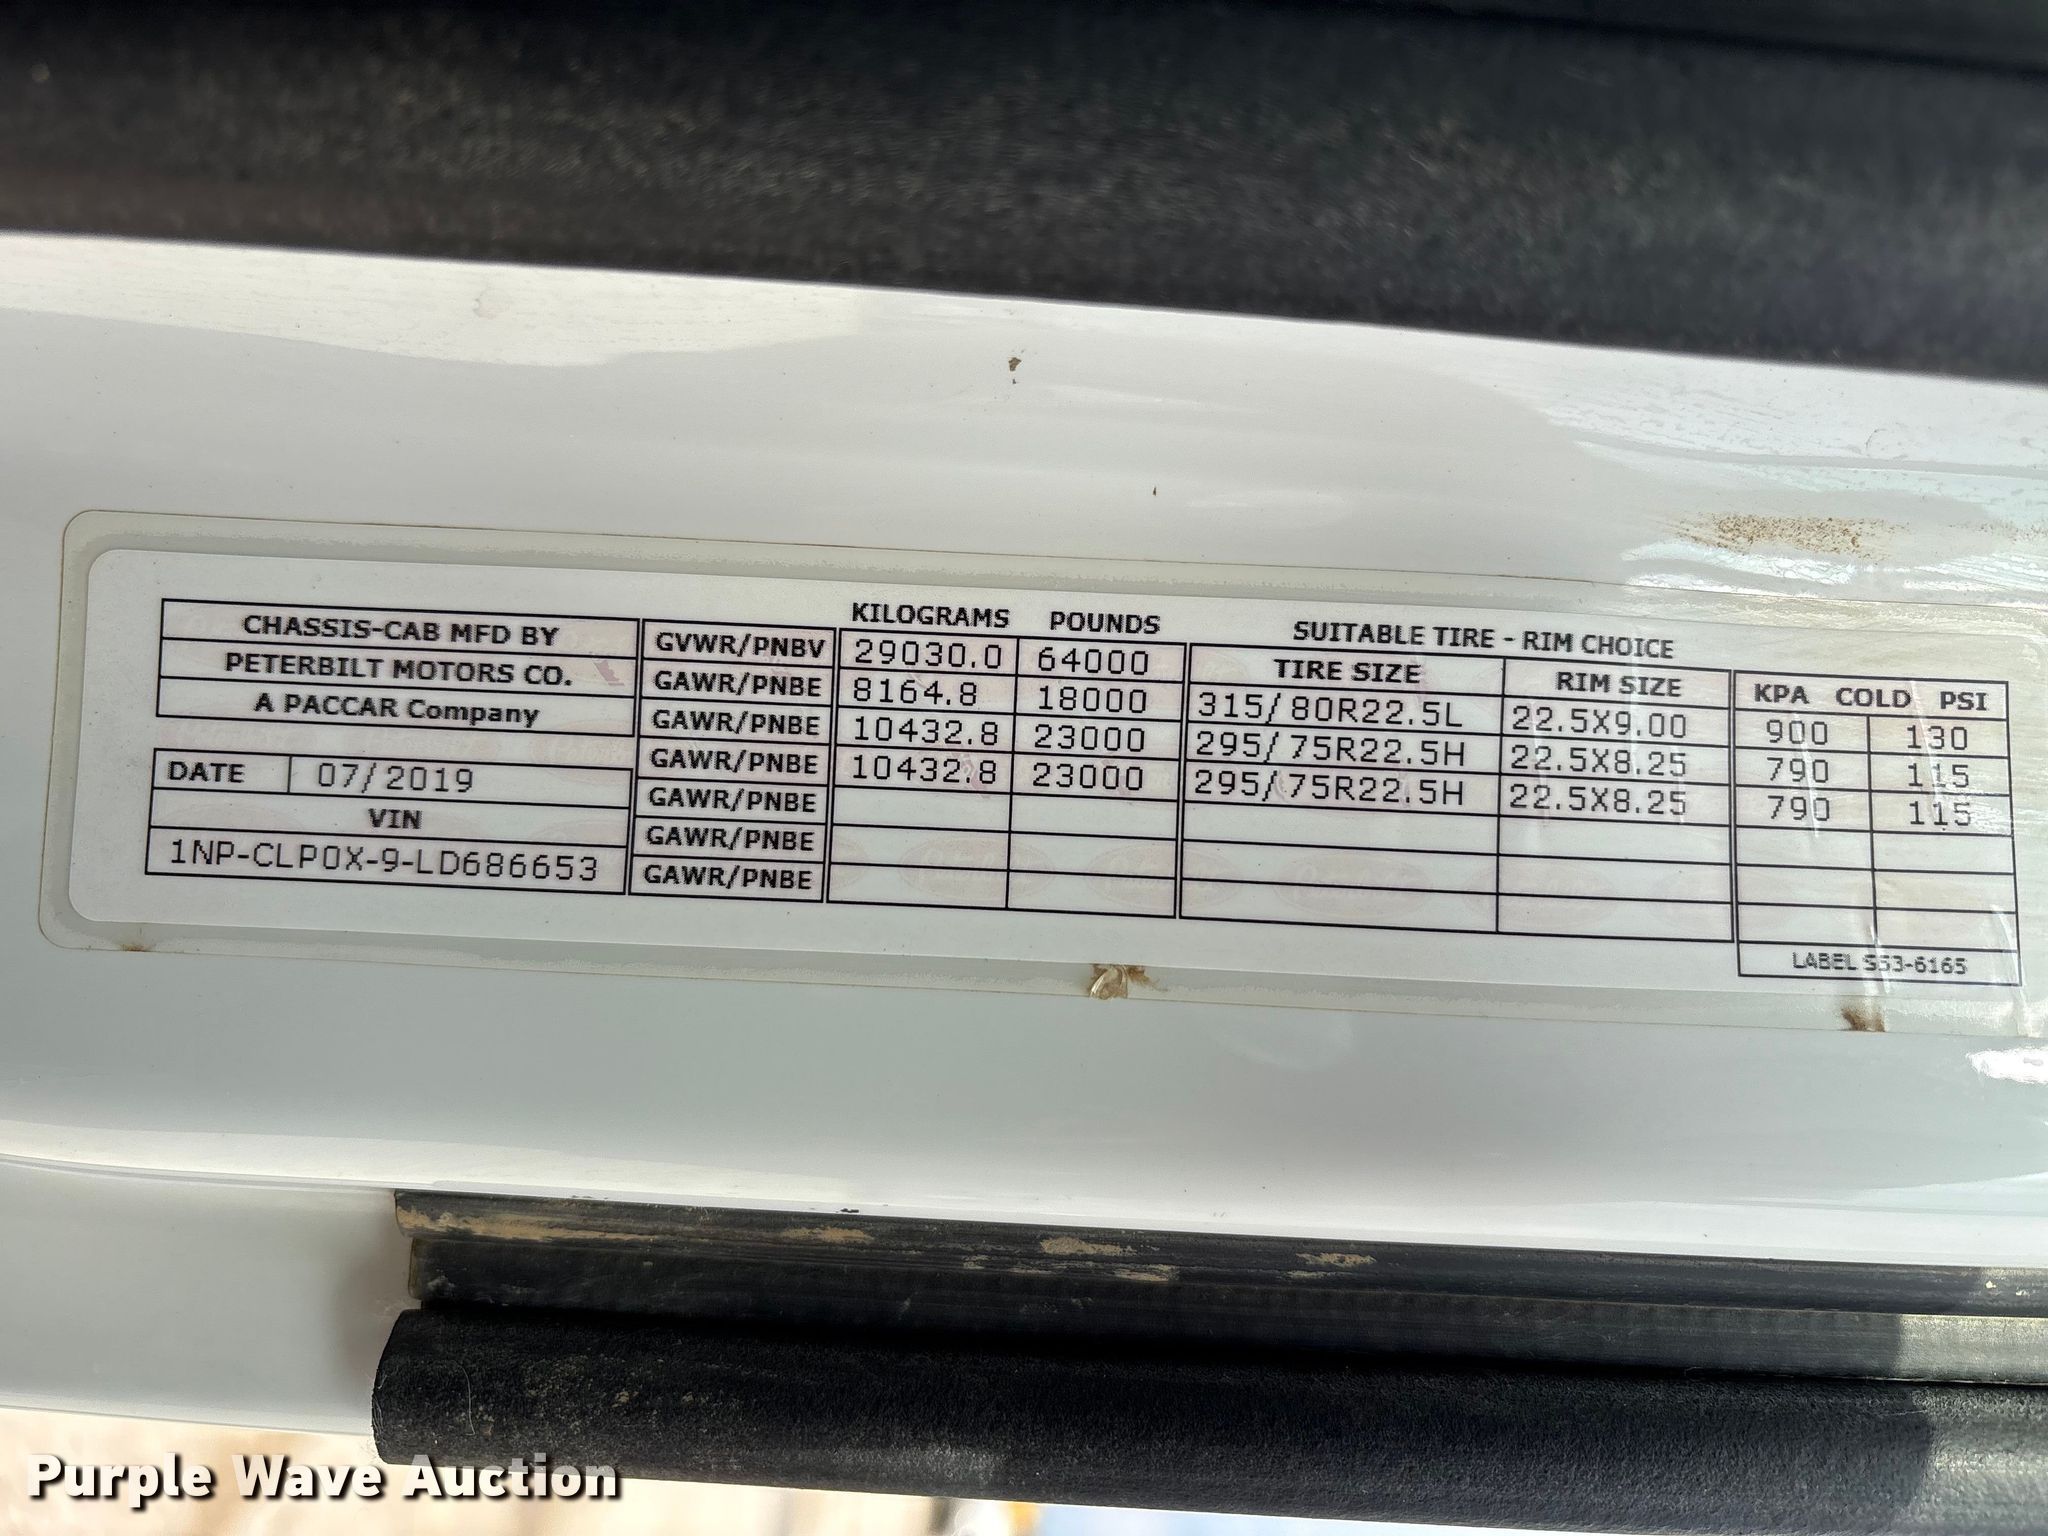 KILOGRAMS POUNDS SUITABLE TIRE - RIM CHOICE
CHASSIS-CAB MFD BY
PETERBILT MOTORS CO.
A PACCAR Company
DATE 07/2019
VIN
1NP-CLP0X-9-LD686653
TIRE SIZE RIM SIZE KPA COLD PSI
GVWR/PNBV 29030.0 64000
GAWR/PNBE 8164.8 18000 315/80R22.5L 22.5X9.00 900 130
GAWR/PNBE 10432.8 23000 295/75R22.5H 22.5X8.25 790 115
GAWR/PNBE 10432.8 23000 295/75R22.5H 22.5X8.25 790 115
GAWR/PNBE
GAWR/PNBE
GAWR/PNBE
LABEL S53-6165
Purple Wave Auction